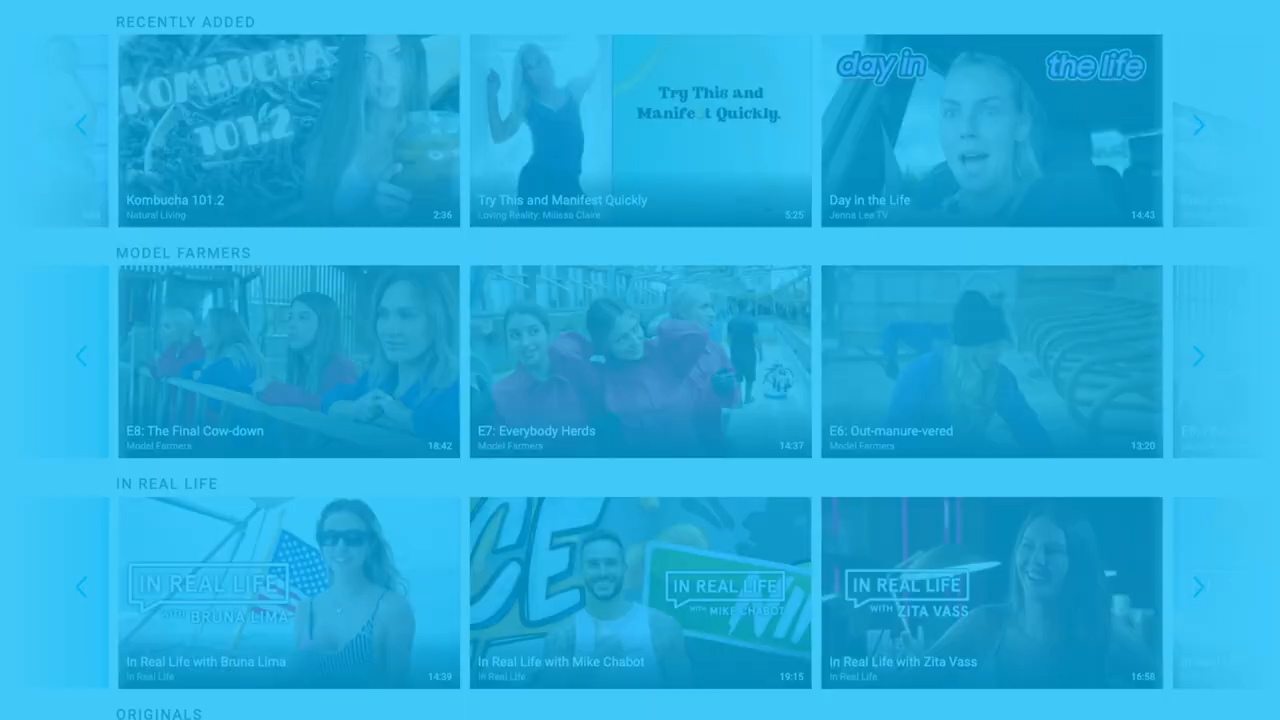 RECENTLY ADDED
KOMBUCHA
101.2
Kombucha 101.2
Natural Living
2:36
Try This and
Manifest Quickly.
Try This and Manifest Quickly
Loving Reality: Milissa Claire
5:25
day in
the life
Day in the Life
Jenna Lee TV
14:43
MODEL FARMERS
E8: The Final Cow-down
Model Farmers
18:42
E7: Everybody Herds
Model Farmers
14:37
E6: Out-manure-vered
Model Farmers
13:20
IN REAL LIFE
IN REAL LIFE
WITH BRUNA LIMA
In Real Life with Bruna Lima
In Real Life
14:39
CE
IN REAL LIFE
WITH MIKE CHABOT
In Real Life with Mike Chabot
In Real Life
19:15
IN REAL LIFE
WITH ZITA VASS
In Real Life with Zita Vass
In Real Life
16:58
ORIGINALS